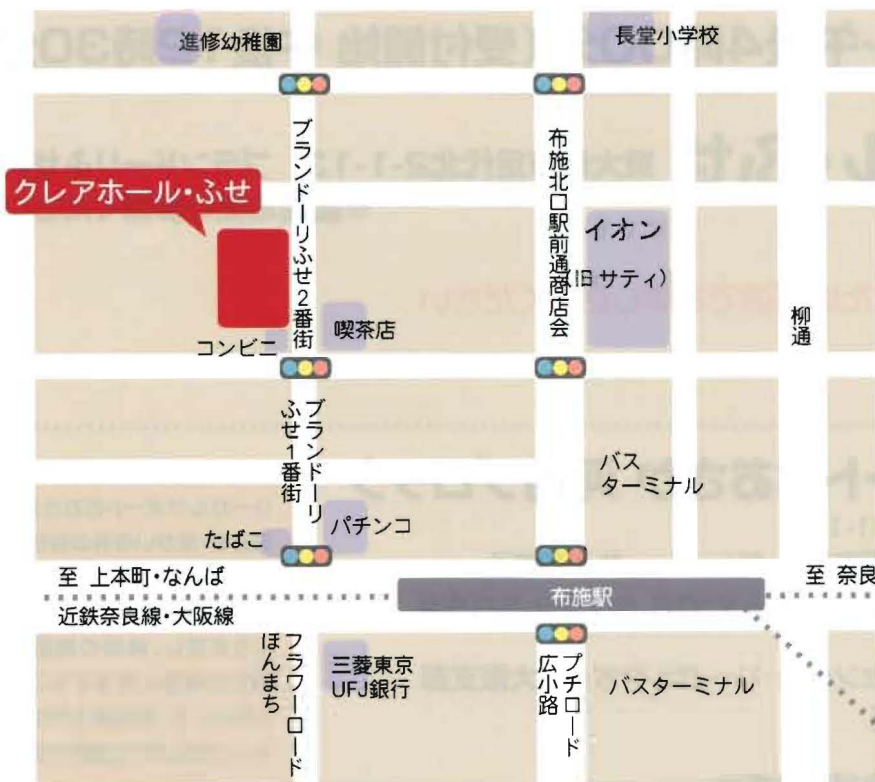 進修幼稚園
長堂小学校
ブランドーリふせ2番街
布施北口駅前通商店会
クレアホール・ふせ
イオン
(旧サティ)
柳通
喫茶店
コンビニ
ブランドーリ
ふせ1番街
バス
ターミナル
パチンコ
たばこ
至 上本町・なんば
至 奈良
布施駅
近鉄奈良線・大阪線
フラワーロード
ほんまち
三菱東京
UFJ銀行
プチロード
広小路
バスターミナル